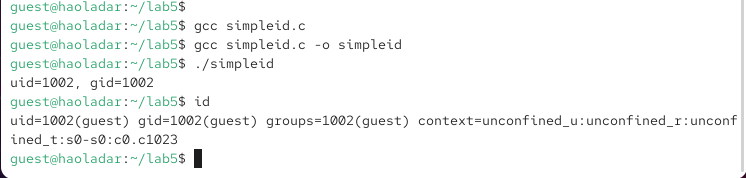 guest@haoladar:~/lab5$
guest@haoladar:~/lab5$ gcc simpleid.c
guest@haoladar:~/lab5$ gcc simpleid.c -o simpleid
guest@haoladar:~/lab5$ ./simpleid
uid=1002, gid=1002
guest@haoladar:~/lab5$ id
uid=1002(guest) gid=1002(guest) groups=1002(guest) context=unconfined_u:unconfined_r:unconf
ined_t:s0-s0:c0.c1023
guest@haoladar:~/lab5$